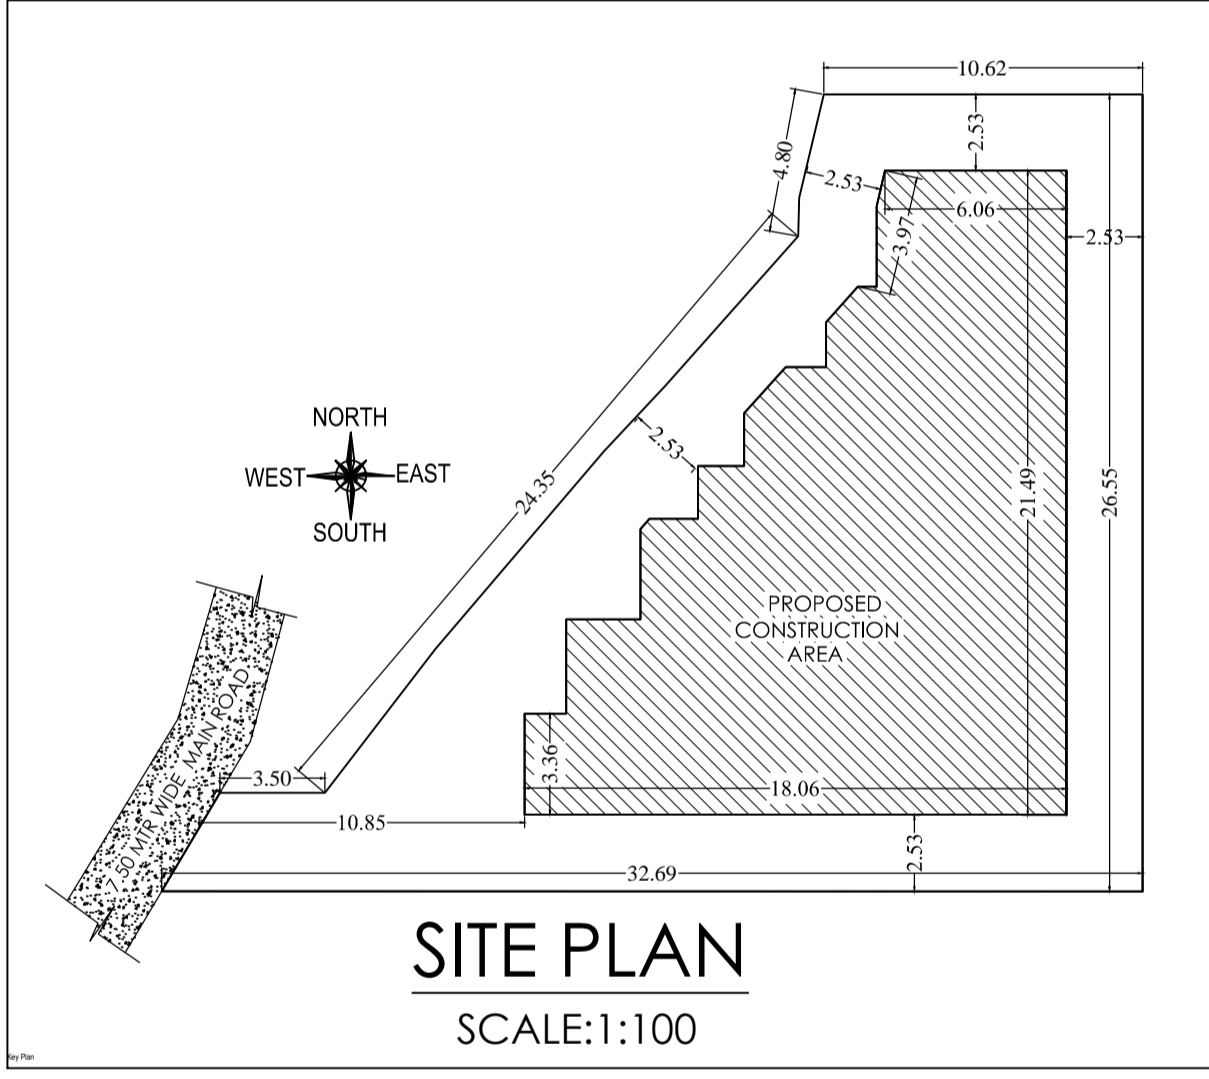 10.62
2.53
4.80
2.53
6.06
3.97
2.53
NORTH
WEST
EAST
SOUTH
2.53
24.35
21.49
26.55
PROPOSED
CONSTRUCTION
AREA
7.50 MTR WIDE MAIN ROAD
3.50
3.36
18.06
10.85
2.53
32.69
SITE PLAN
SCALE:1:100
Key Plan